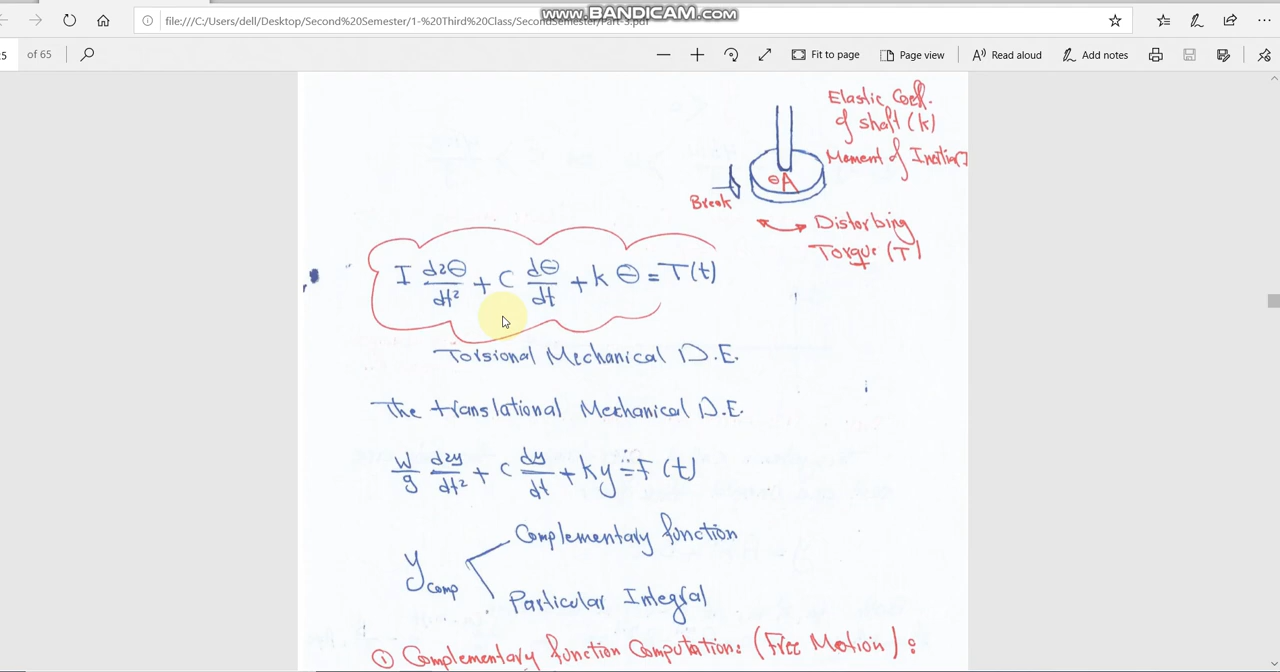 www.BANDICAM.com
file:///C:/Users/dell/Desktop/Second%20Semester/1-%20Third%20Class/SecondSemester/Part-3.pdf
25 of 65
Fit to page
Page view
Read aloud
Add notes
Elastic Coef.
of shaft (k)
Moment of Inertia
Break
θA
Distorbing
Torque (T)
I d2θ/dt² + C dθ/dt + k θ = T(t)
Torsional Mechanical D.E.
The translational Mechanical D.E.
W/g d2y/dt² + C dy/dt + ky = F (t)
Complementary function
ycomp
Particular Integral
① Complementary function Computation: (Free Motion) :